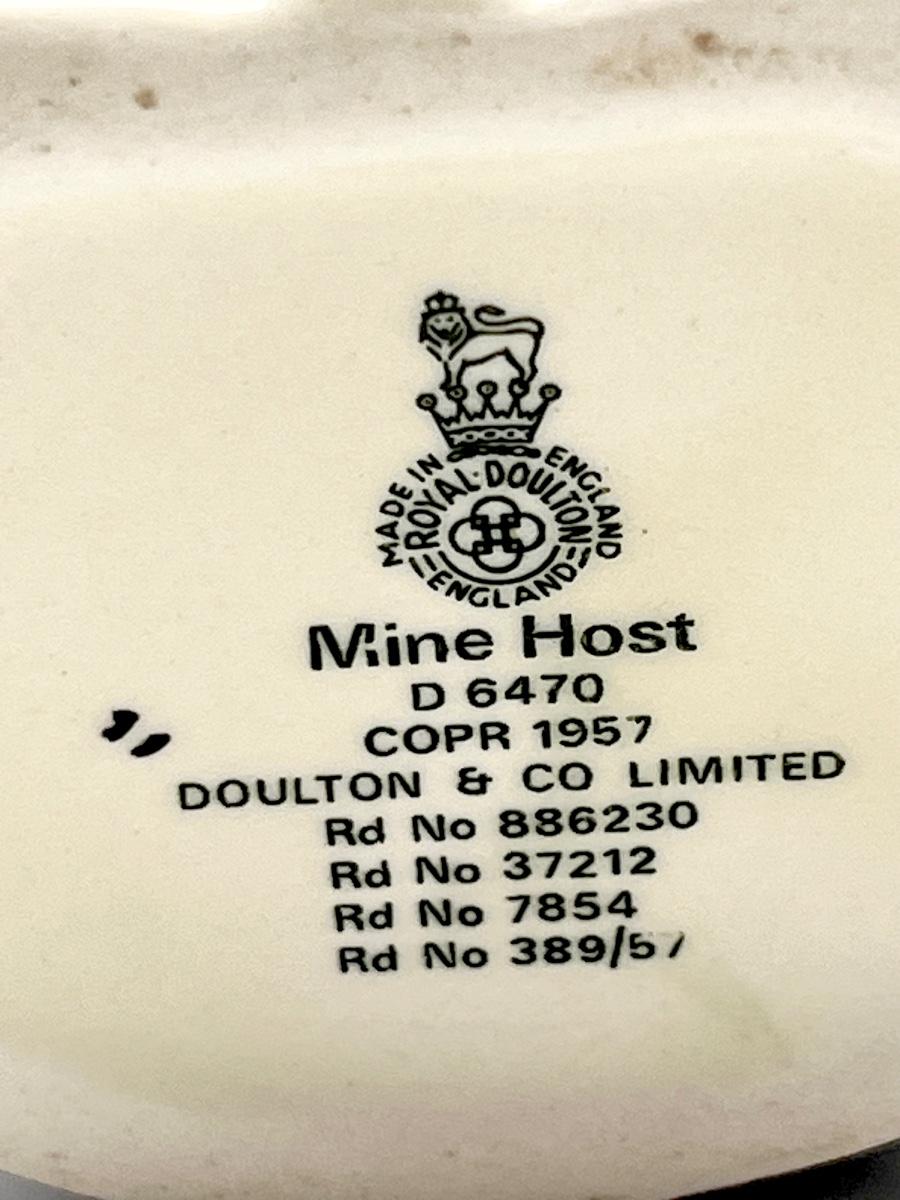 MADE IN ENGLAND
ROYAL·DOULTON
ENGLAND
Mine Host
D 6470
COPR 1957
DOULTON & CO LIMITED
Rd No 886230
Rd No 37212
Rd No 7854
Rd No 389/57